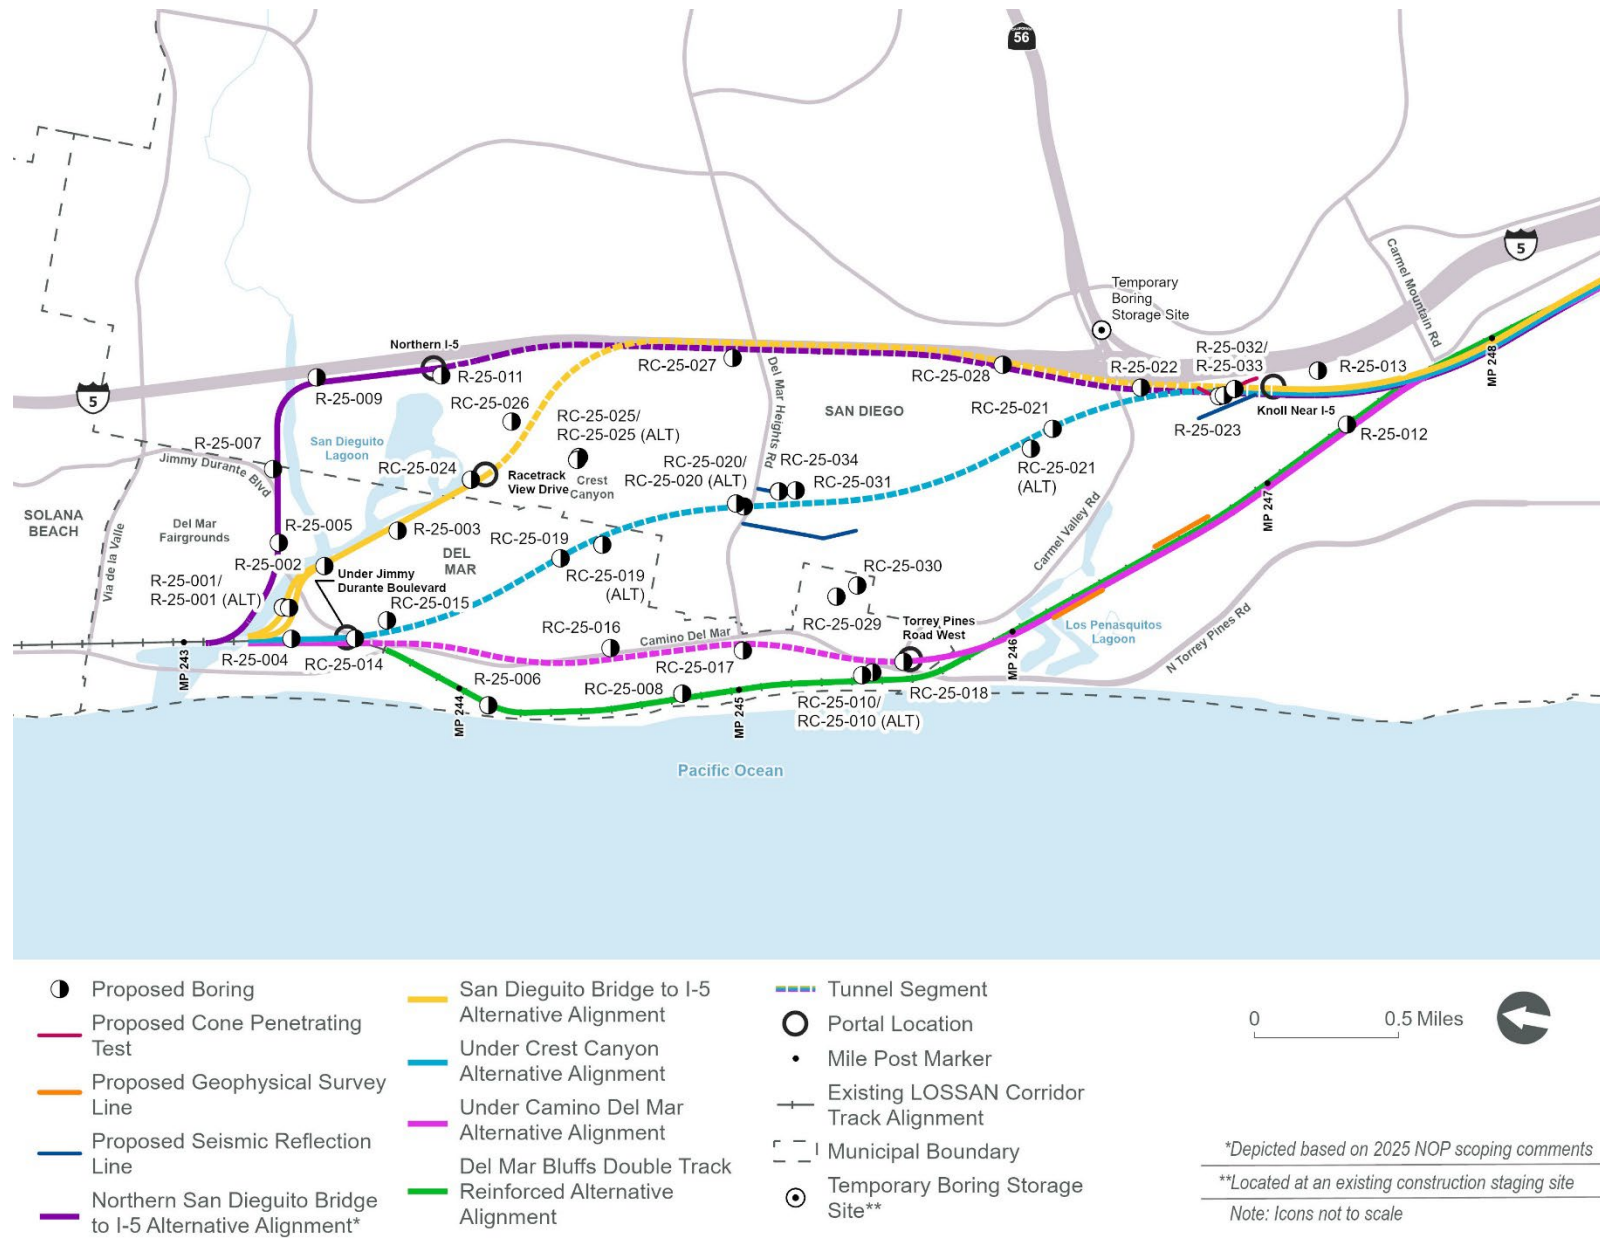 56
Temporary
Boring
Storage Site
5
Carmel Mountain Rd
Northern I-5
R-25-032/
R-25-033
R-25-013
MP 248
RC-25-027
R-25-022
RC-25-028
R-25-011
5
R-25-009
RC-25-026
Del Mar Heights Rd
SAN DIEGO
RC-25-021
Knoll Near I-5
RC-25-025/
RC-25-025 (ALT)
R-25-023
R-25-012
R-25-007
San Dieguito
Lagoon
Jimmy Durante Blvd
RC-25-024
Racetrack
View Drive
Crest
Canyon
RC-25-020/
RC-25-020 (ALT)
RC-25-034
RC-25-031
RC-25-021
(ALT)
MP 247
SOLANA
BEACH
Via de la Valle
Del Mar
Fairgrounds
R-25-005
R-25-003
RC-25-019
DEL
MAR
Carmel Valley Rd
R-25-002
Under Jimmy
Durante Boulevard
RC-25-019
(ALT)
RC-25-030
R-25-001/
R-25-001 (ALT)
RC-25-015
RC-25-029
RC-25-016
Camino Del Mar
Torrey Pines
Road West
Los Penasquitos
Lagoon
N Torrey Pines Rd
MP 243
R-25-004
RC-25-014
RC-25-017
MP 246
R-25-006
RC-25-008
RC-25-018
MP 244
MP 245
RC-25-010/
RC-25-010 (ALT)
Pacific Ocean
Proposed Boring
Proposed Cone Penetrating
Test
Proposed Geophysical Survey
Line
Proposed Seismic Reflection
Line
Northern San Dieguito Bridge
to I-5 Alternative Alignment*
San Dieguito Bridge to I-5
Alternative Alignment
Under Crest Canyon
Alternative Alignment
Under Camino Del Mar
Alternative Alignment
Del Mar Bluffs Double Track
Reinforced Alternative
Alignment
Tunnel Segment
Portal Location
Mile Post Marker
Existing LOSSAN Corridor
Track Alignment
Municipal Boundary
Temporary Boring Storage
Site**
0 0.5 Miles
*Depicted based on 2025 NOP scoping comments
**Located at an existing construction staging site
Note: Icons not to scale